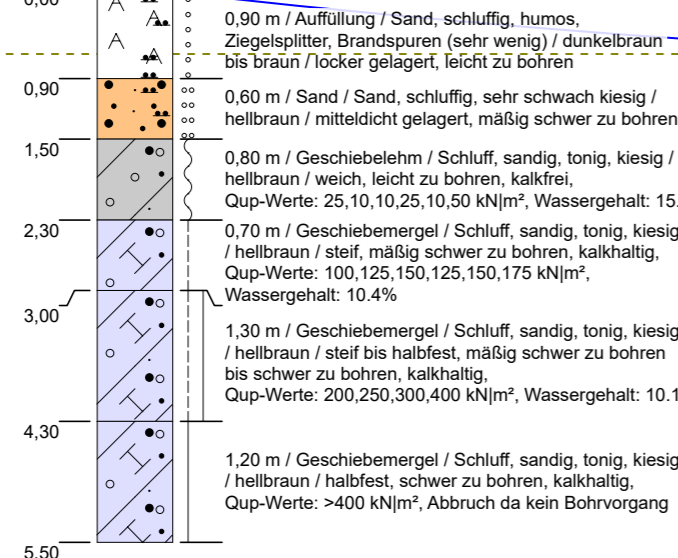 0,00
0,90 m / Auffüllung / Sand, schluffig, humos,
Ziegelsplitter, Brandspuren (sehr wenig) / dunkelbraun
bis braun / locker gelagert, leicht zu bohren
0,90
0,60 m / Sand / Sand, schluffig, sehr schwach kiesig /
hellbraun / mitteldicht gelagert, mäßig schwer zu bohren
1,50
0,80 m / Geschiebelehm / Schluff, sandig, tonig, kiesig /
hellbraun / weich, leicht zu bohren, kalkfrei,
Qup-Werte: 25,10,10,25,10,50 kN|m², Wassergehalt: 15.
2,30
0,70 m / Geschiebemergel / Schluff, sandig, tonig, kiesig
/ hellbraun / steif, mäßig schwer zu bohren, kalkhaltig,
Qup-Werte: 100,125,150,125,150,175 kN|m²,
Wassergehalt: 10.4%
3,00
1,30 m / Geschiebemergel / Schluff, sandig, tonig, kiesig
/ hellbraun / steif bis halbfest, mäßig schwer zu bohren
bis schwer zu bohren, kalkhaltig,
Qup-Werte: 200,250,300,400 kN|m², Wassergehalt: 10.1
4,30
1,20 m / Geschiebemergel / Schluff, sandig, tonig, kiesig
/ hellbraun / halbfest, schwer zu bohren, kalkhaltig,
Qup-Werte: >400 kN|m², Abbruch da kein Bohrvorgang
5,50